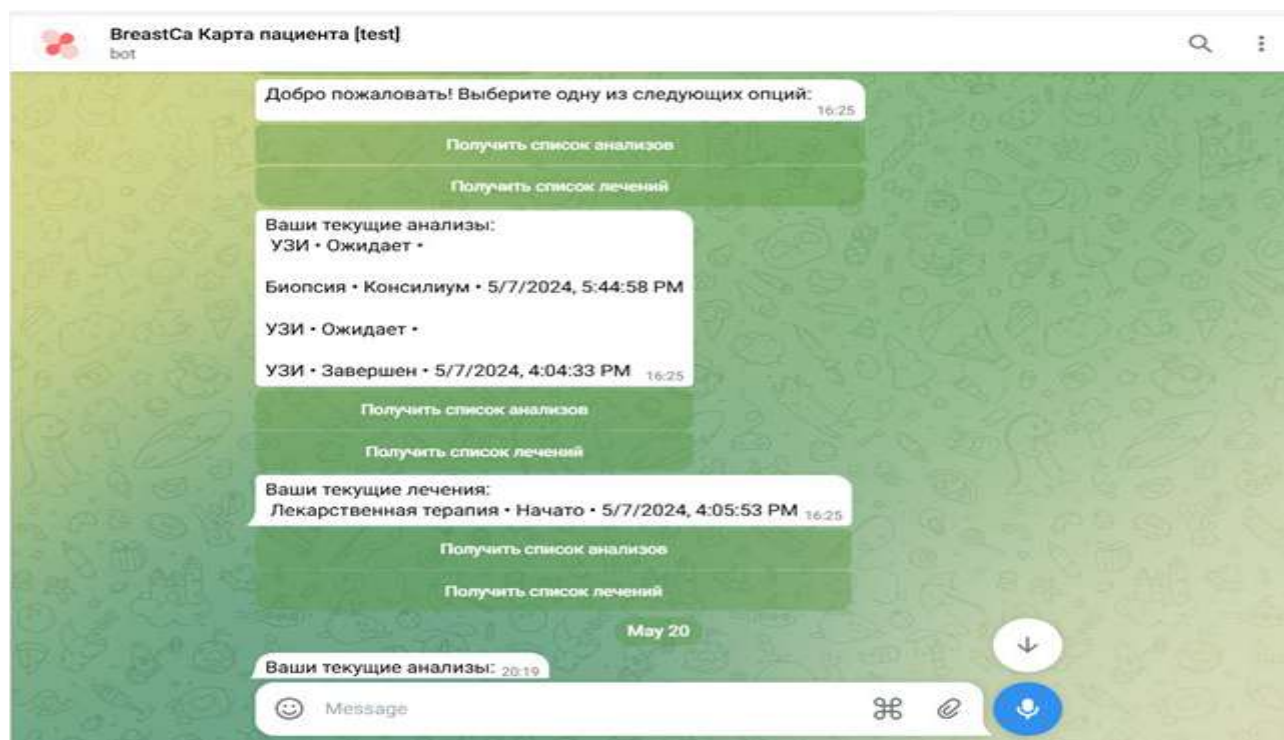 BreastCa Карта пациента [test]
bot
Добро пожаловать! Выберите одну из следующих опций:
16:25
Получить список анализов
Получить список лечений
Ваши текущие анализы:
УЗИ • Ожидает •
Биопсия • Консилиум • 5/7/2024, 5:44:58 PM
УЗИ • Ожидает •
УЗИ • Завершен • 5/7/2024, 4:04:33 PM 16:25
Получить список анализов
Получить список лечений
Ваши текущие лечения:
Лекарственная терапия • Начато • 5/7/2024, 4:05:53 PM 16:25
Получить список анализов
Получить список лечений
May 20
Ваши текущие анализы: 20:19
Message